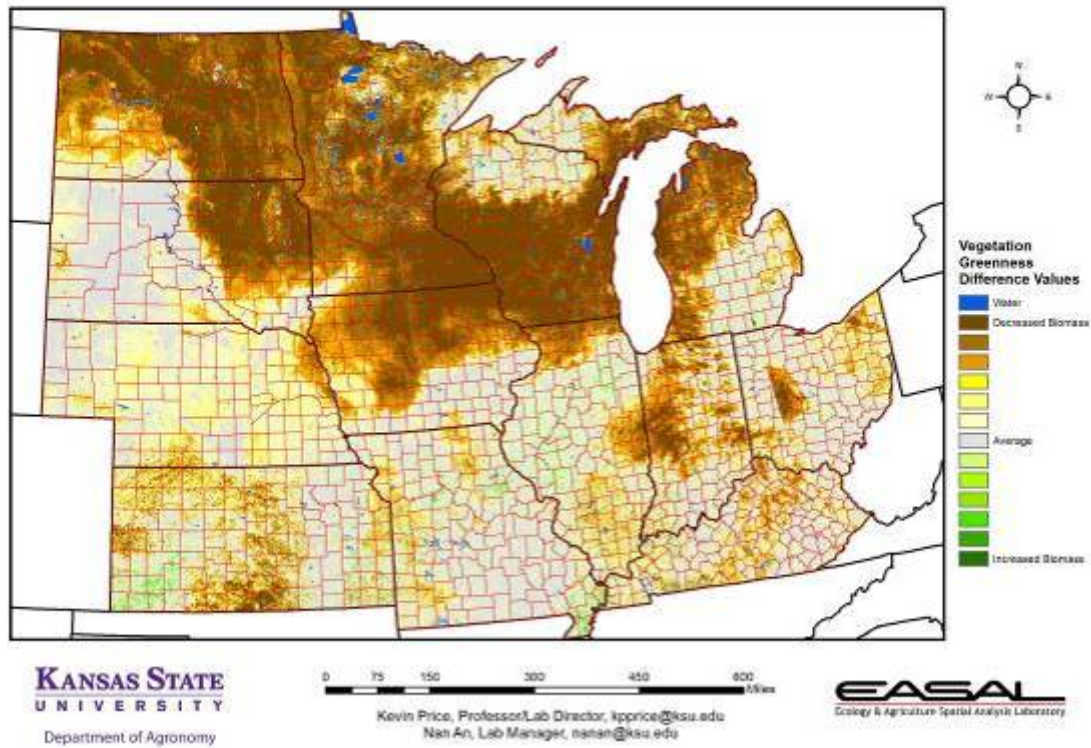 N
W
E
S
Vegetation
Greenness
Difference Values
Water
Decreased Biomass
Average
Increased Biomass
KANSAS STATE
UNIVERSITY
Department of Agronomy
0 75 150 300 450 600
Miles
Kevin Price, Professor/Lab Director, kpprice@ksu.edu
Nan An, Lab Manager, nanan@ksu.edu
EASAL
Ecology & Agriculture Spatial Analysis Laboratory